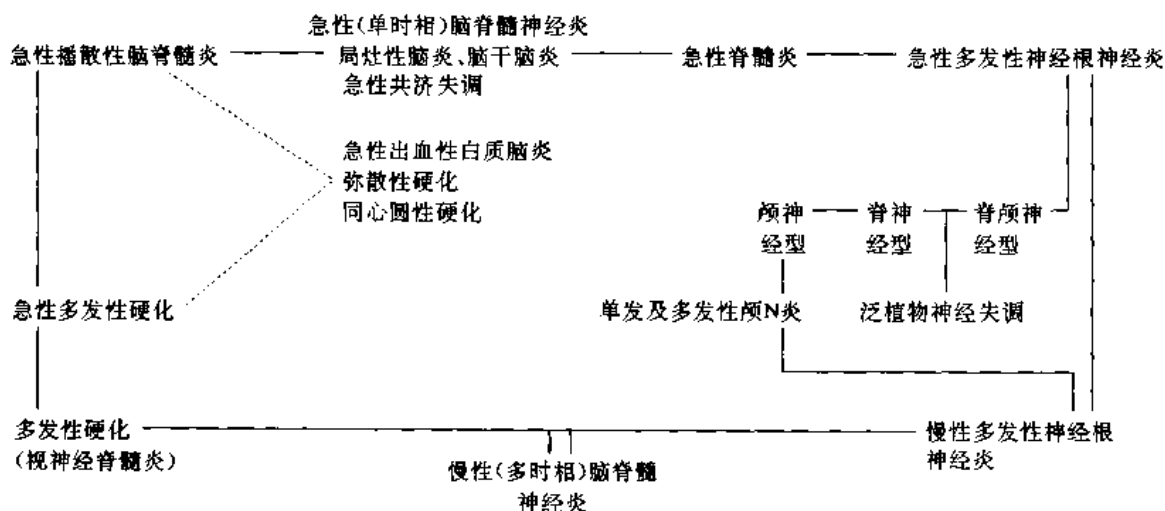 急性(单时相)脑脊髓神经炎
急性播散性脑脊髓炎 局灶性脑炎、脑干脑炎 急性脊髓炎 急性多发性神经根神经炎
急性共济失调
急性出血性白质脑炎
弥散性硬化
同心圆性硬化
颅神 脊神 脊颅神
经型 经型 经型
急性多发性硬化 单发及多发性颅N炎 泛植物神经失调
多发性硬化 慢性多发性神经根
(视神经脊髓炎) 神经炎
慢性(多时相)脑脊髓
神经炎